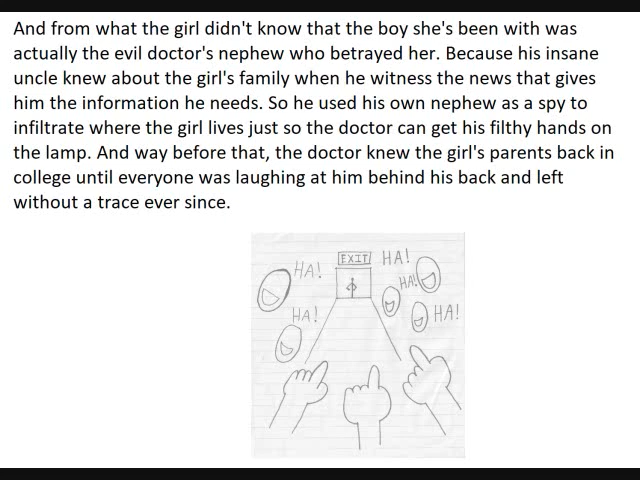 And from what the girl didn't know that the boy she's been with was
actually the evil doctor's nephew who betrayed her. Because his insane
uncle knew about the girl's family when he witness the news that gives
him the information he needs. So he used his own nephew as a spy to
infiltrate where the girl lives just so the doctor can get his filthy hands on
the lamp. And way before that, the doctor knew the girl's parents back in
college until everyone was laughing at him behind his back and left
without a trace ever since.
EXIT
HA!
HA!
HA!
HA!
HA!